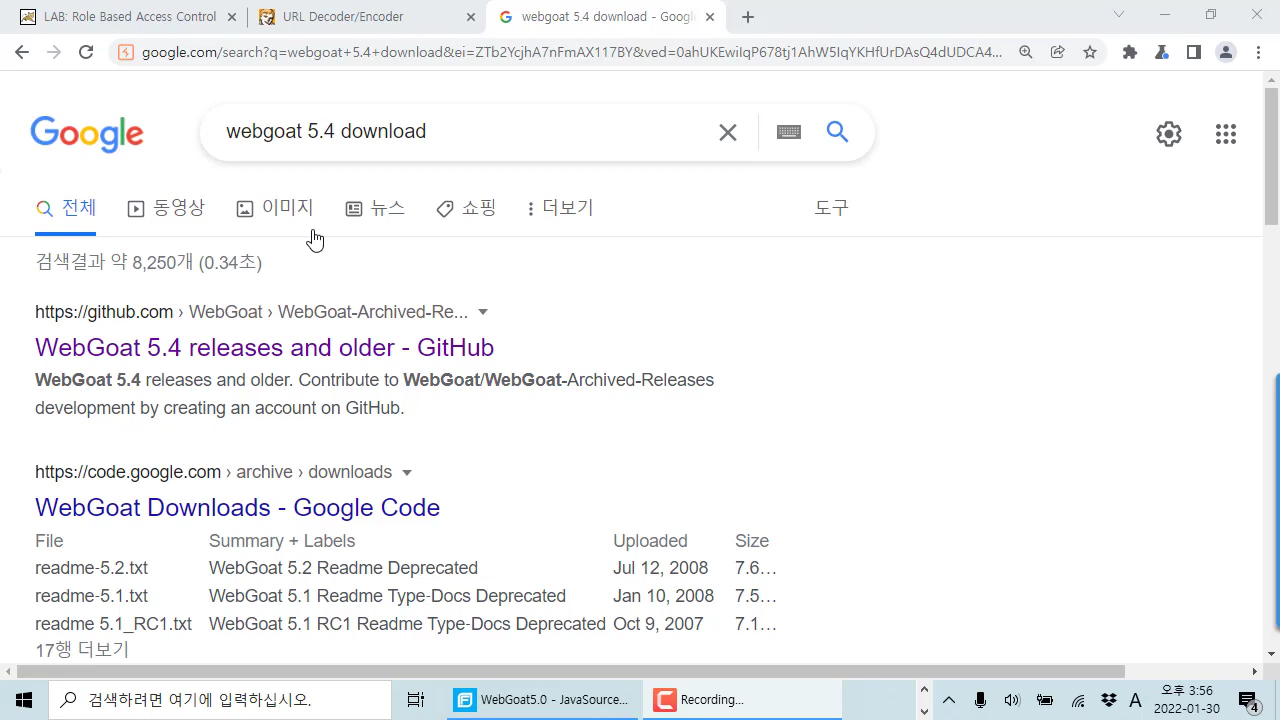 LAB: Role Based Access Control
URL Decoder/Encoder
webgoat 5.4 download - Google
google.com/search?q=webgoat+5.4+download&ei=ZTb2YcjhA7nFmAX117BY&ved=0ahUKEwiIqP678tj1AhW5IqYKHfUrDAsQ4dUDCA4...
Google
webgoat 5.4 download
전체
동영상
이미지
뉴스
쇼핑
더보기
도구
검색결과 약 8,250개 (0.34초)
https://github.com › WebGoat › WebGoat-Archived-Re...
WebGoat 5.4 releases and older - GitHub
WebGoat 5.4 releases and older. Contribute to WebGoat/WebGoat-Archived-Releases
development by creating an account on GitHub.
https://code.google.com › archive › downloads
WebGoat Downloads - Google Code
File Summary + Labels Uploaded Size
readme-5.2.txt WebGoat 5.2 Readme Deprecated Jul 12, 2008 7.6…
readme-5.1.txt WebGoat 5.1 Readme Type-Docs Deprecated Jan 10, 2008 7.5…
readme 5.1_RC1.txt WebGoat 5.1 RC1 Readme Type-Docs Deprecated Oct 9, 2007 7.1…
17행 더보기
검색하려면 여기에 입력하십시오.
WebGoat5.0 - JavaSource...
Recording...
A
오후 3:56
2022-01-30
4